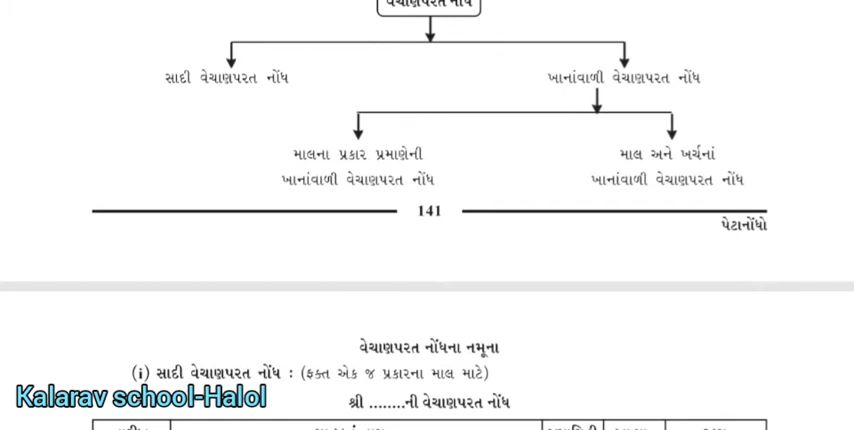 વેચાણપરત નોંધ
સાદી વેચાણપરત નોંધ
ખાનાંવાળી વેચાણપરત નોંધ
માલના પ્રકાર પ્રમાણેની
ખાનાંવાળી વેચાણપરત નોંધ
માલ અને ખર્ચનાં
ખાનાંવાળી વેચાણપરત નોંધ
141
પેટાનોંધો
વેચાણપરત નોંધના નમૂના
(i) સાદી વેચાણપરત નોંધ : (ફક્ત એક જ પ્રકારના માલ માટે)
Kalarav school-Halol
શ્રી ........ની વેચાણપરત નોંધ